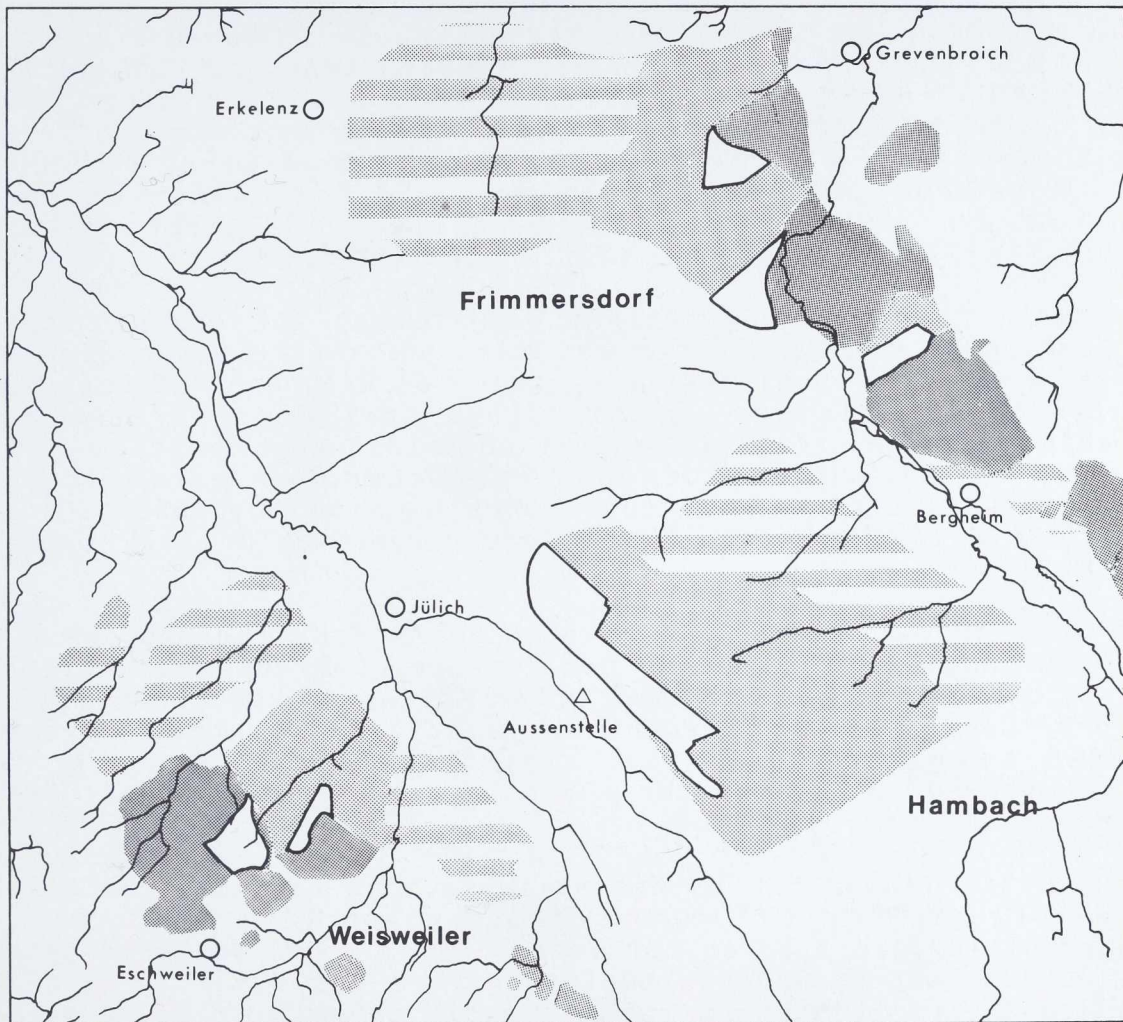 Grevenbroich
Erkelenz
Frimmersdorf
Bergheim
Jülich
Aussenstelle
Hambach
Weisweiler
Eschweiler